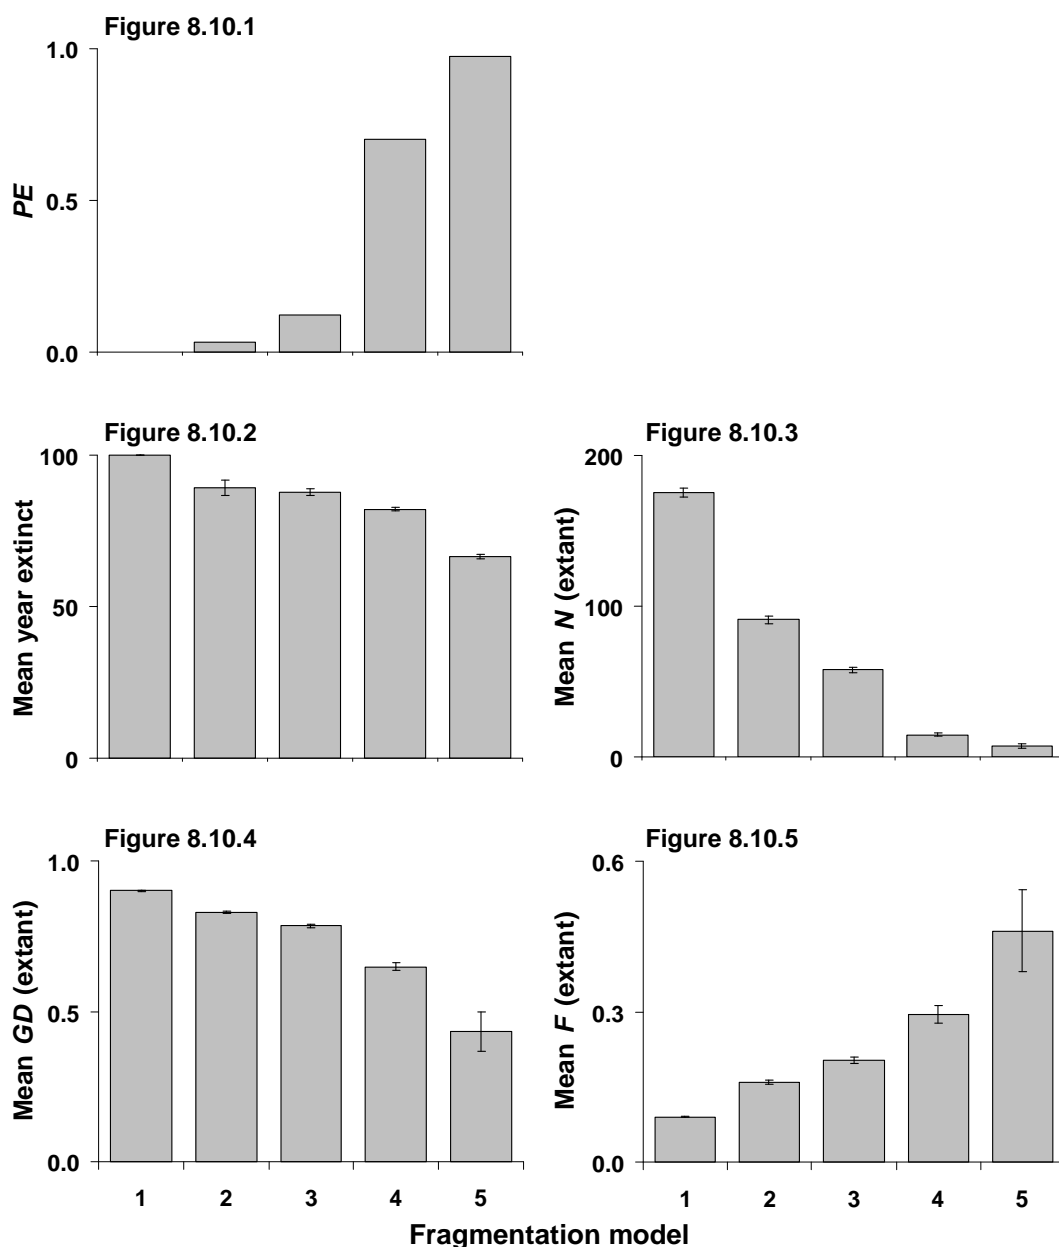 Figure 8.10.1
1.0
0.5
0.0
PE
Figure 8.10.2
100
50
0
Mean year extinct
Figure 8.10.3
200
100
0
Mean N (extant)
Figure 8.10.4
1.0
0.5
0.0
Mean GD (extant)
1 2 3 4 5
Figure 8.10.5
0.6
0.3
0.0
Mean F (extant)
1 2 3 4 5
Fragmentation model